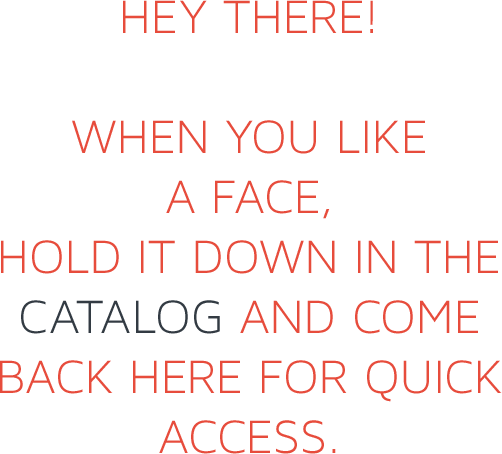 HEY THERE!
WHEN YOU LIKE
A FACE,
HOLD IT DOWN IN THE
CATALOG AND COME
BACK HERE FOR QUICK
ACCESS.